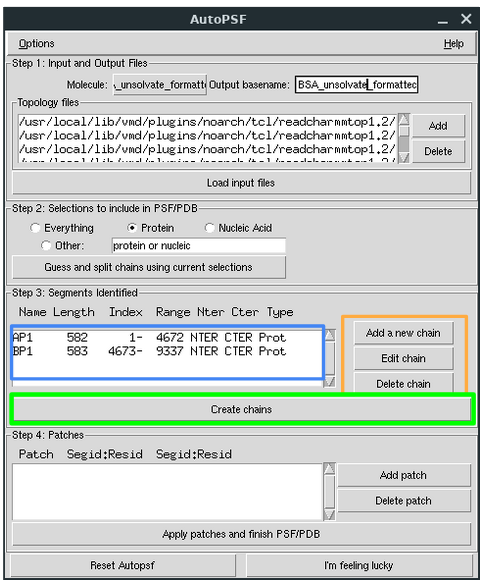 AutoPSF
Options Help
Step 1: Input and Output Files
Molecule: \_unsolvate_formatt Output basename: BSA_unsolvate_formatted
Topology files
/usr/local/lib/vmd/plugins/noarch/tcl/readcharmmtop1.2/ Add
/usr/local/lib/vmd/plugins/noarch/tcl/readcharmmtop1.2/
/usr/local/lib/vmd/plugins/noarch/tcl/readcharmmtop1.2/ Delete
Load input files
Step 2: Selections to include in PSF/PDB
Everything Protein Nucleic Acid
Other: protein or nucleic
Guess and split chains using current selections
Step 3: Segments Identified
Name Length Index Range Nter Cter Type
AP1 582 1- 4672 NTER CTER Prot
BP1 583 4673- 9337 NTER CTER Prot
Add a new chain
Edit chain
Delete chain
Create chains
Step 4: Patches
Patch Segid:Resid Segid:Resid
Add patch
Delete patch
Apply patches and finish PSF/PDB
Reset Autopsf I'm feeling lucky